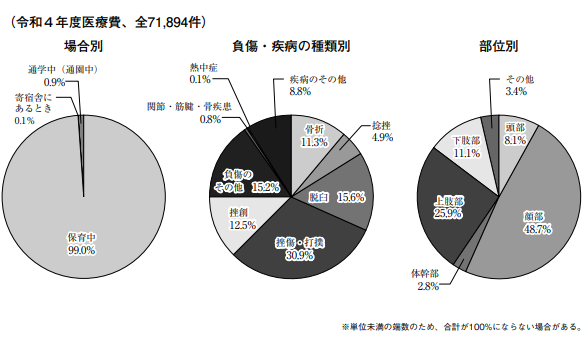 （令和４年度医療費、全71,894件）
場合別
通学中（通園中）
0.9%
寄宿舎に
あるとき
0.1%
保育中
99.0%
負傷・疾病の種類別
熱中症
0.1%
関節・筋腱・骨疾患
0.8%
疾病のその他
8.8%
骨折
11.3%
捻挫
4.9%
脱臼 15.6%
挫傷・打撲
30.9%
挫創
12.5%
負傷の
その他 15.2%
部位別
その他
3.4%
頭部
8.1%
顔部
48.7%
体幹部
2.8%
上肢部
25.9%
下肢部
11.1%
※単位未満の端数のため、合計が100％にならない場合がある。